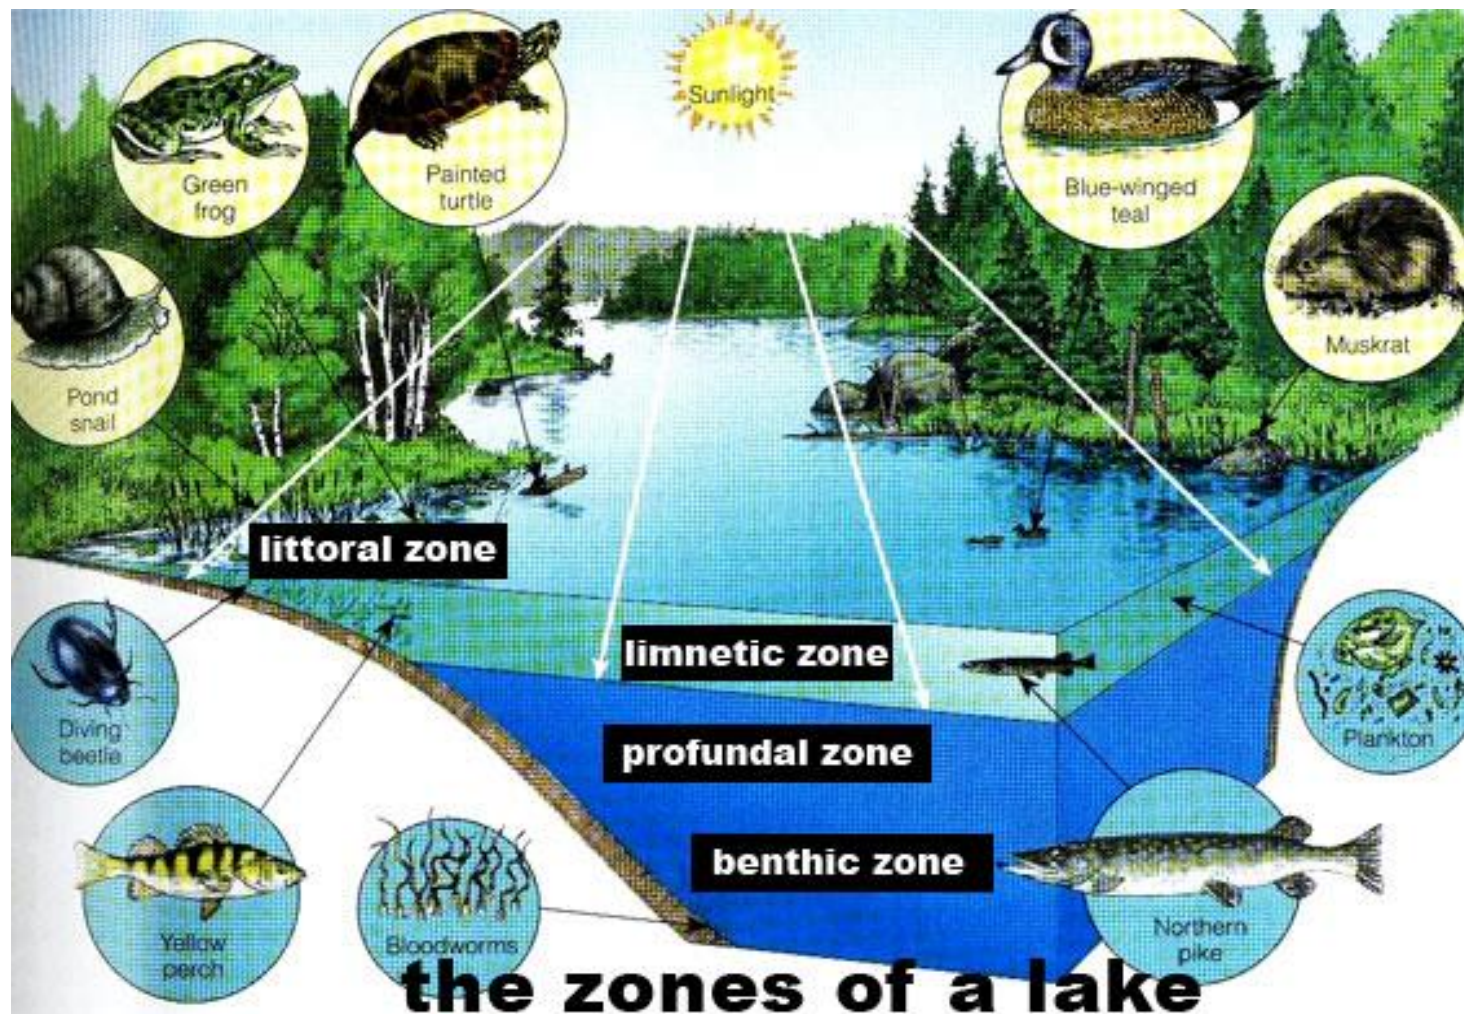 Sunlight
Green
frog
Painted
turtle
Blue-winged
teal
Muskrat
Pond
snail
littoral zone
limnetic zone
profundal zone
benthic zone
Diving
beetle
Plankton
Yellow
perch
Bloodworms
Northern
pike
the zones of a lake